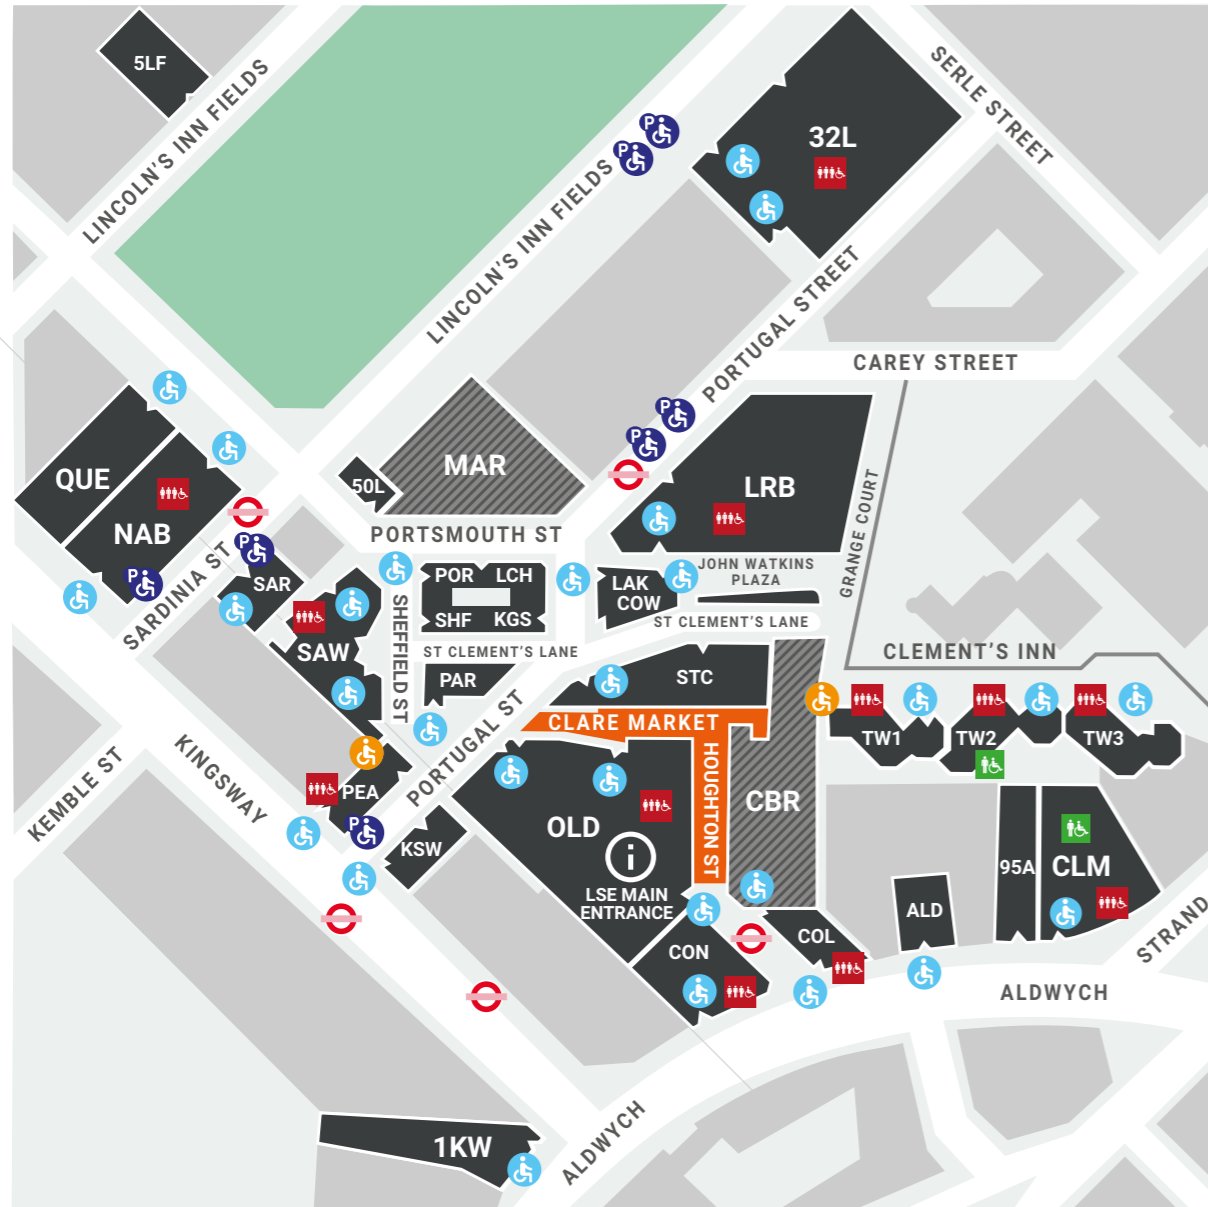 5LF
LINCOLN'S INN FIELDS
SERLE STREET
32L
P
P
LINCOLN'S INN FIELDS
PORTUGAL STREET
CAREY STREET
P
P
MAR
50L
QUE
NAB
LRB
GRANGE COURT
PORTSMOUTH ST
P
P
SARDINIA ST
SAR
POR
LCH
SHF
KGS
LAK
COW
JOHN WATKINS
PLAZA
ST CLEMENT'S LANE
SAW
SHEFFIELD ST
ST CLEMENT'S LANE
CLEMENT'S INN
PAR
STC
PORTUGAL ST
CLARE MARKET
HOUGHTON ST
TW1
TW2
TW3
KEMBLE ST
KINGSWAY
PEA
P
KSW
OLD
i
LSE MAIN
ENTRANCE
CBR
95A
CLM
ALD
STRAND
CON
COL
ALDWYCH
ALDWYCH
1KW